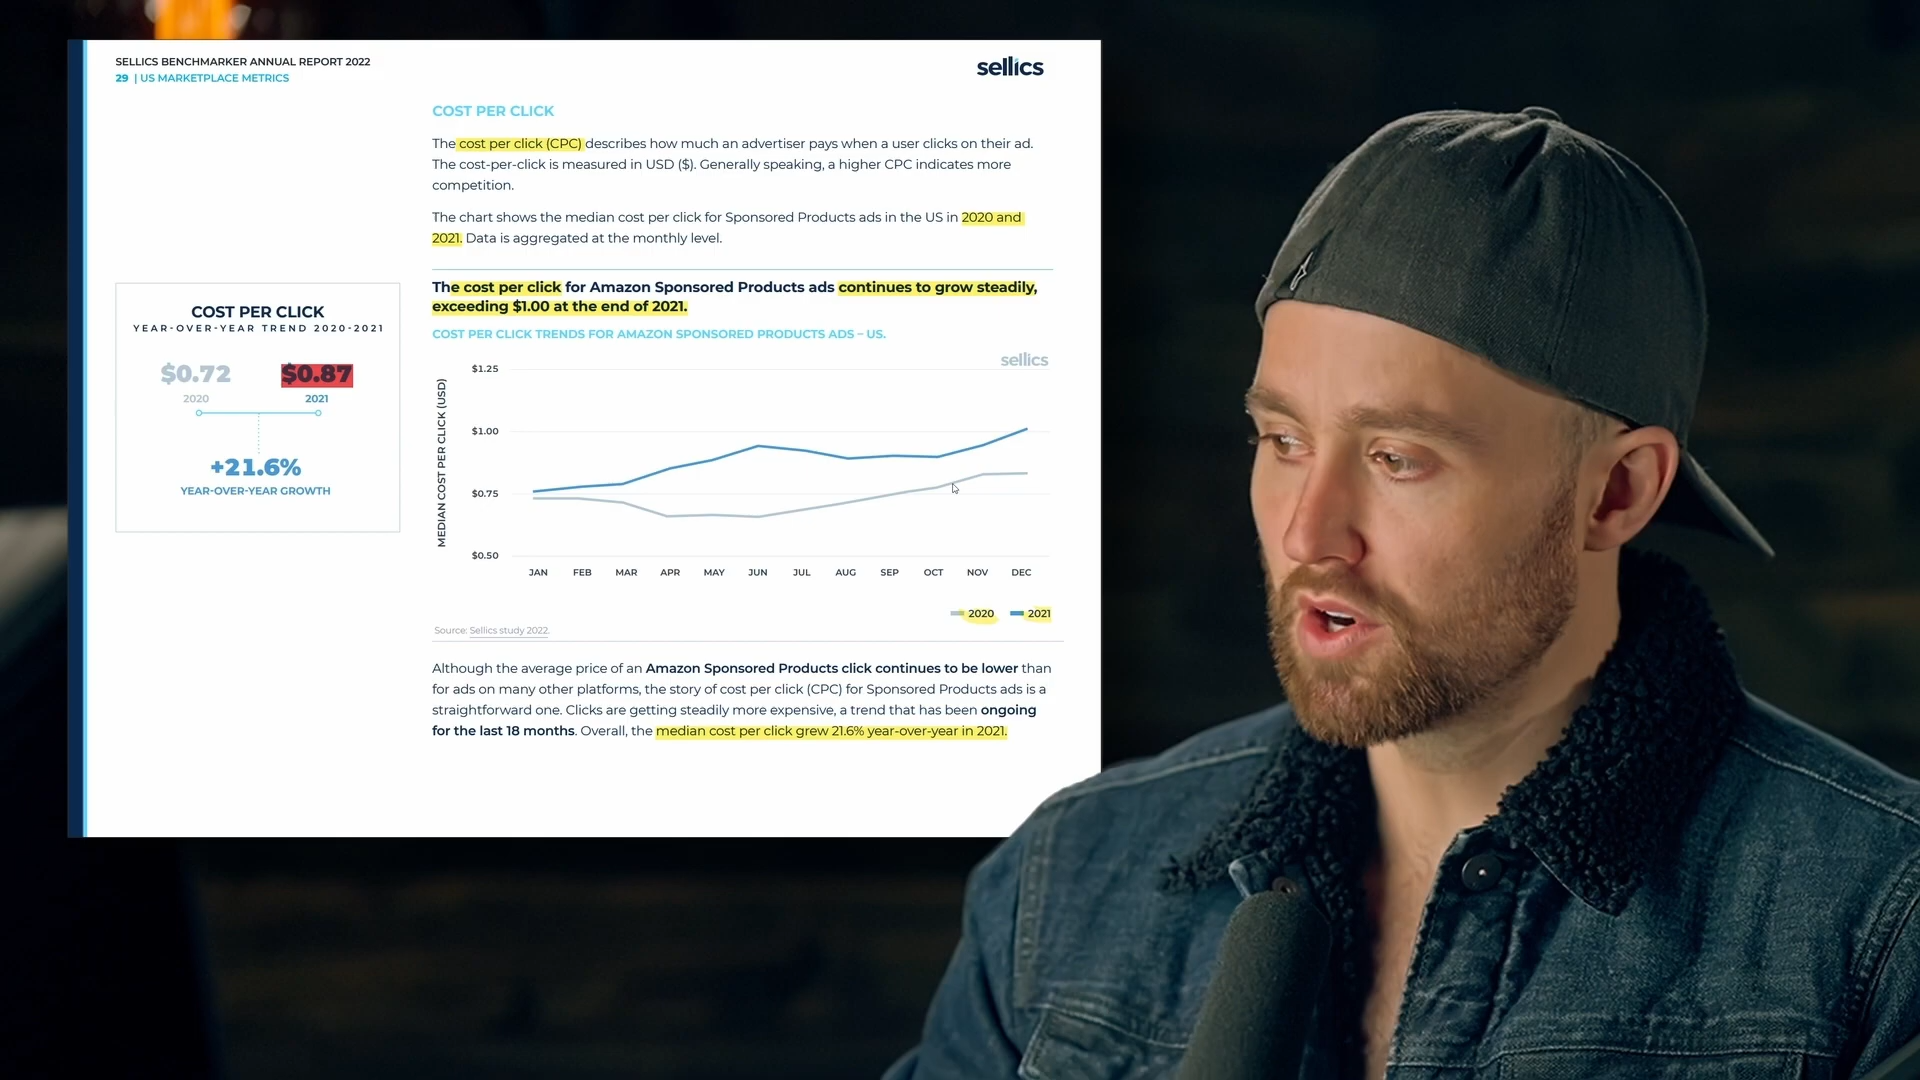 SELLICS BENCHMARKER ANNUAL REPORT 2022
29 | US MARKETPLACE METRICS
sellics
COST PER CLICK
The cost per click (CPC) describes how much an advertiser pays when a user clicks on their ad.
The cost-per-click is measured in USD ($). Generally speaking, a higher CPC indicates more
competition.
The chart shows the median cost per click for Sponsored Products ads in the US in 2020 and
2021. Data is aggregated at the monthly level.
COST PER CLICK
YEAR-OVER-YEAR TREND 2020-2021
$0.72 $0.87
2020 2021
+21.6%
YEAR-OVER-YEAR GROWTH
The cost per click for Amazon Sponsored Products ads continues to grow steadily,
exceeding $1.00 at the end of 2021.
COST PER CLICK TRENDS FOR AMAZON SPONSORED PRODUCTS ADS – US.
sellics
MEDIAN COST PER CLICK (USD)
$1.25
$1.00
$0.75
$0.50
JAN FEB MAR APR MAY JUN JUL AUG SEP OCT NOV DEC
2020 2021
Source: Sellics study 2022.
Although the average price of an Amazon Sponsored Products click continues to be lower than
for ads on many other platforms, the story of cost per click (CPC) for Sponsored Products ads is a
straightforward one. Clicks are getting steadily more expensive, a trend that has been ongoing
for the last 18 months. Overall, the median cost per click grew 21.6% year-over-year in 2021.